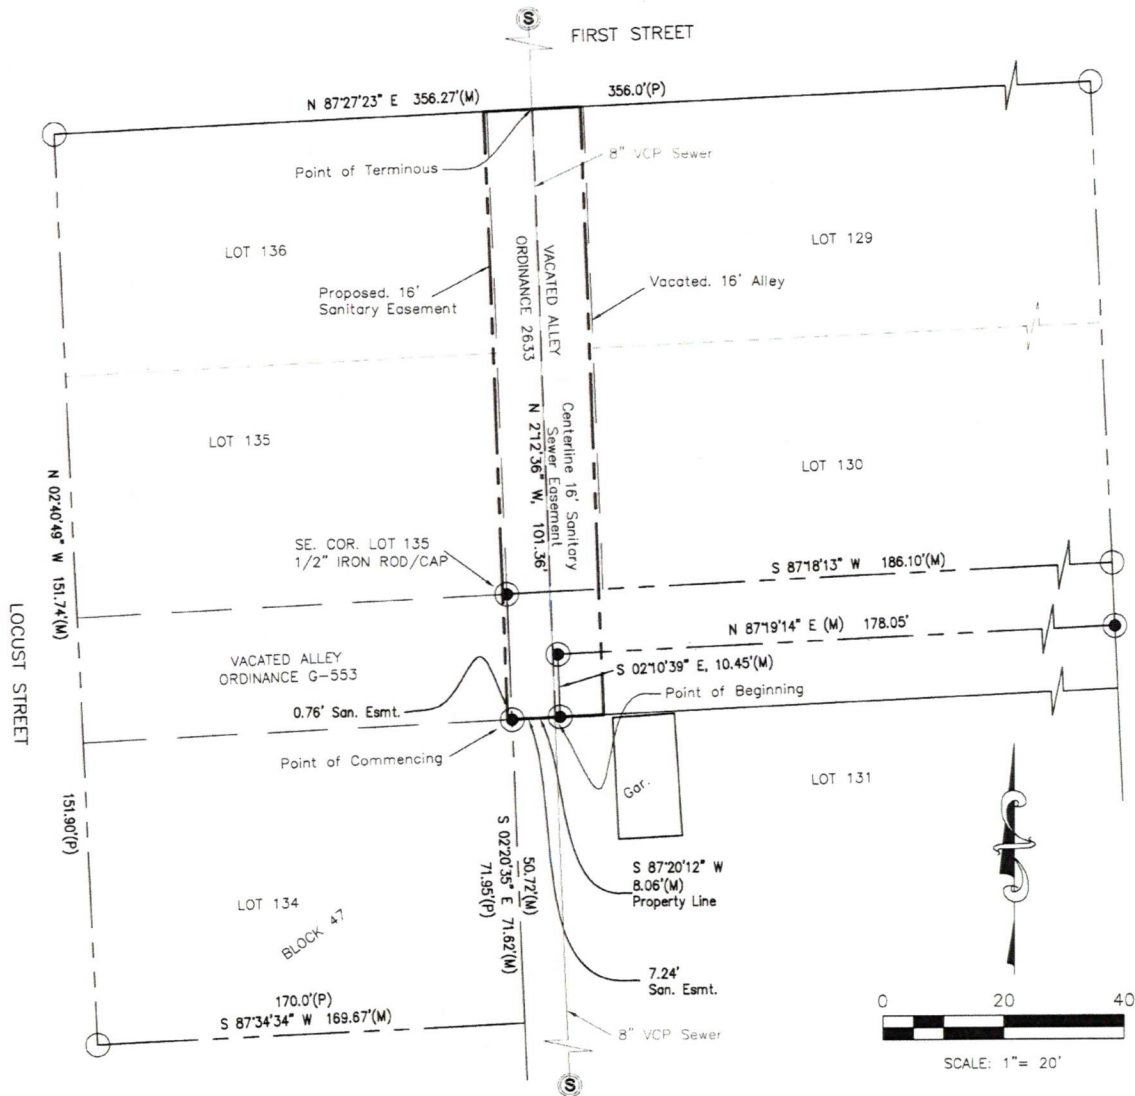 S
FIRST STREET
N 87°27'23" E 356.27'(M)
356.0'(P)
Point of Terminous
8" VCP Sewer
LOT 136
LOT 129
VACATED ALLEY
ORDINANCE 2633
Proposed. 16'
Sanitary Easement
Vacated. 16' Alley
LOT 135
LOT 130
Centerline 16' Sanitary
Sewer Easement
N 2°12'36" W, 101.36'
N 02°40'49" W 151.74'(M)
SE. COR. LOT 135
1/2" IRON ROD/CAP
S 87°18'13" W 186.10'(M)
N 87°19'14" E (M) 178.05'
LOCUST STREET
VACATED ALLEY
ORDINANCE G-553
S 02°10'39" E, 10.45'(M)
Point of Beginning
0.76' San. Esmt.
Point of Commencing
Gar.
LOT 131
151.90'(P)
50.72'(M)
S 02°20'35" E 71.62'(M)
71.95'(P)
S 87°20'12" W
8.06'(M)
Property Line
LOT 134
BLOCK 47
7.24'
San. Esmt.
170.0'(P)
S 87°34'34" W 169.67'(M)
8" VCP Sewer
0 20 40
SCALE: 1"= 20'
S